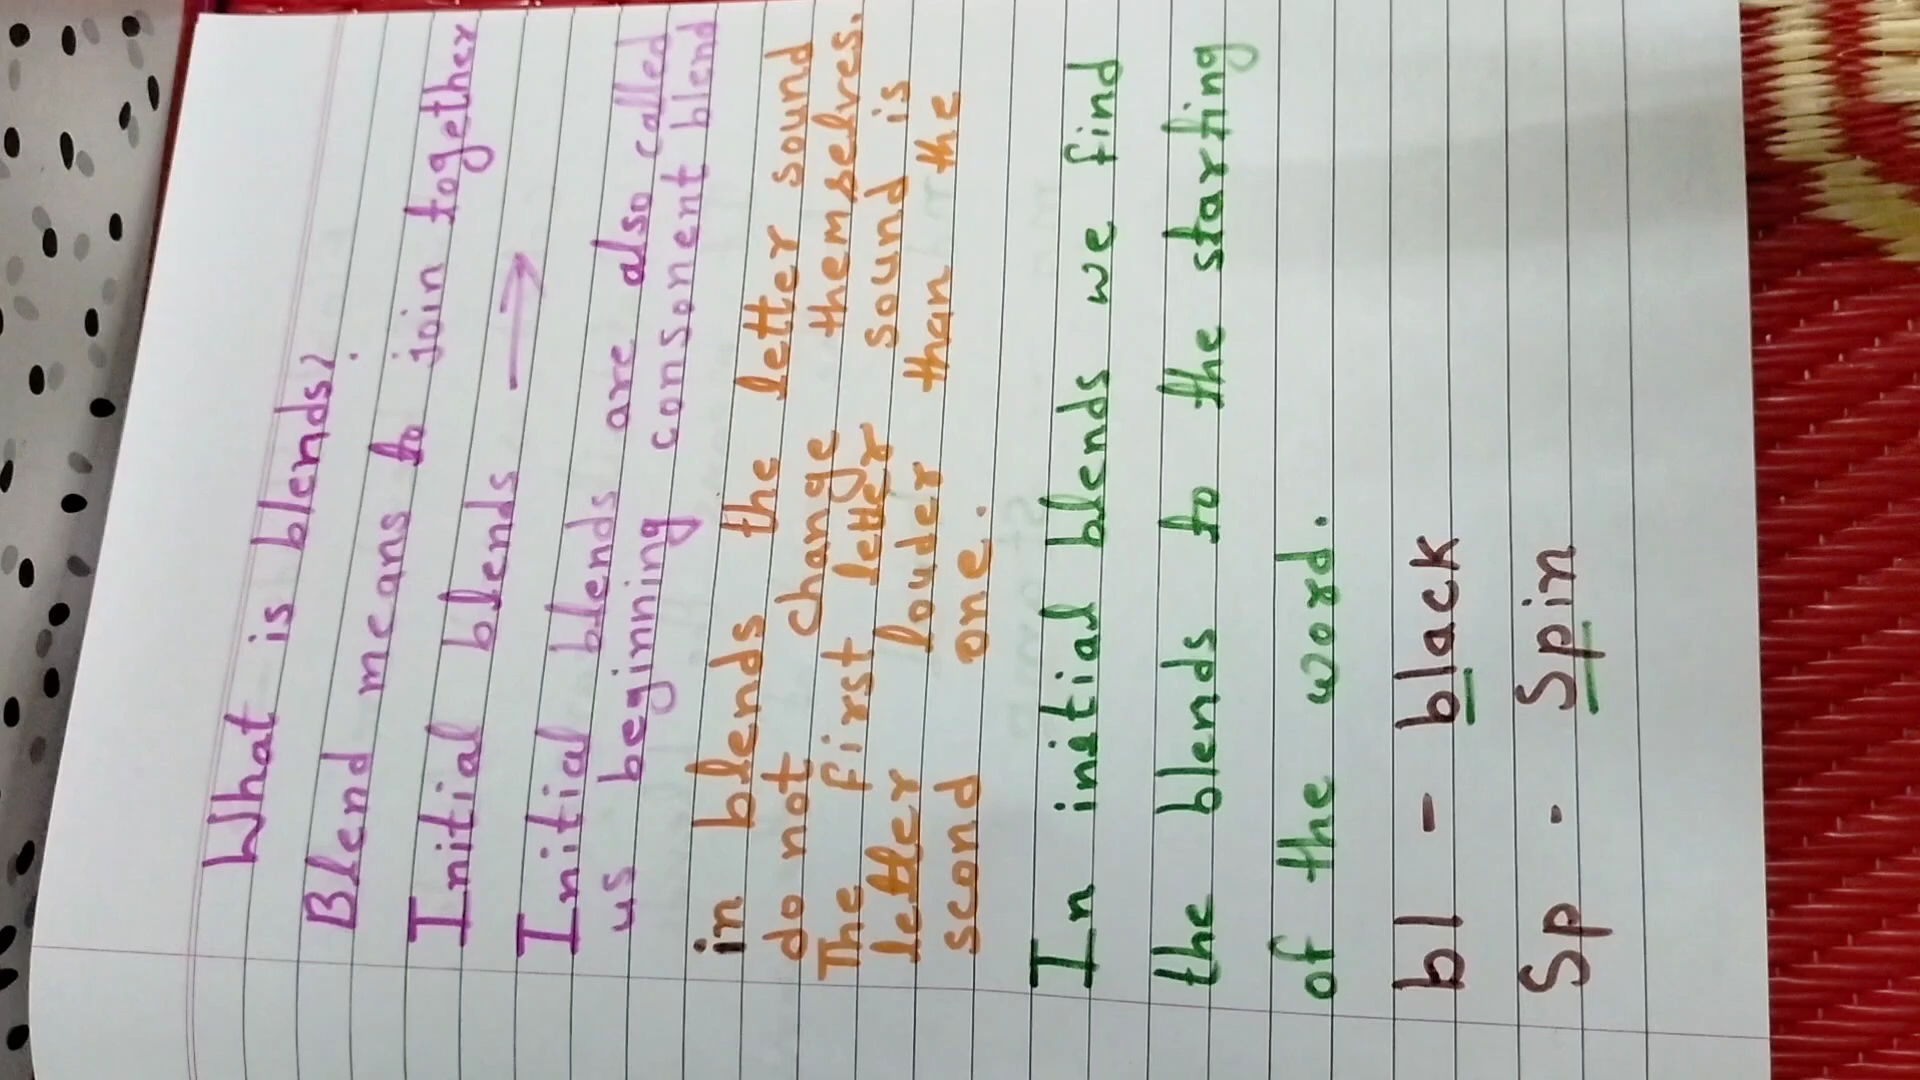 What is blends?
Blend means to join together
Initial blends →
Initial blends are also called
us beginning consonent blend
in blends the letter sound
do not change themselves.
The first letter sound is
letter louder than the
second one.
In initial blends we find
the blends to the starting
of the word.
bl - black
Sp - Spin